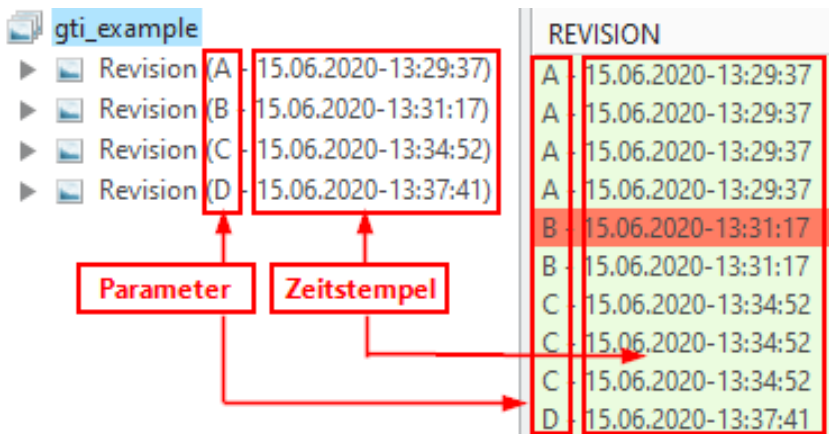 gti_example
Revision (A - 15.06.2020-13:29:37)
Revision (B - 15.06.2020-13:31:17)
Revision (C - 15.06.2020-13:34:52)
Revision (D - 15.06.2020-13:37:41)
Parameter
Zeitstempel
REVISION
A - 15.06.2020-13:29:37
A - 15.06.2020-13:29:37
A - 15.06.2020-13:29:37
A - 15.06.2020-13:29:37
B - 15.06.2020-13:31:17
B - 15.06.2020-13:31:17
C - 15.06.2020-13:34:52
C - 15.06.2020-13:34:52
C - 15.06.2020-13:34:52
D - 15.06.2020-13:37:41